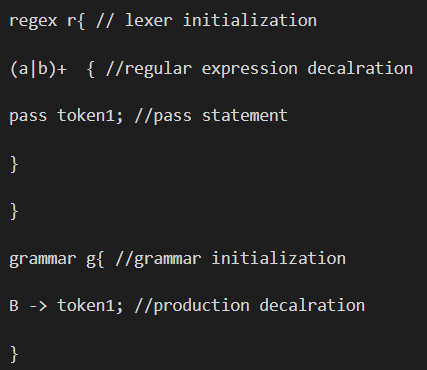 regex r{ // lexer initialization
(a|b)+  { //regular expression decalration
pass token1; //pass statement
}
}
grammar g{ //grammar initialization
B -> token1; //production decalration
}